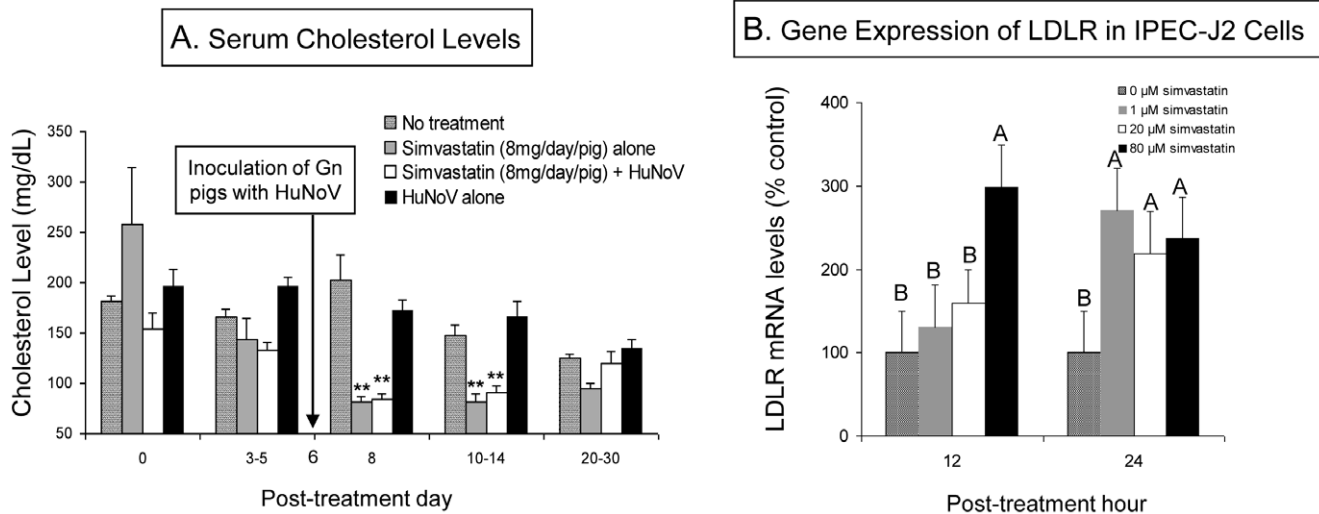 A. Serum Cholesterol Levels
Cholesterol Level (mg/dL)
350
300
250
200
150
100
50
Inoculation of Gn
pigs with HuNoV
No treatment
Simvastatin (8mg/day/pig) alone
Simvastatin (8mg/day/pig) + HuNoV
HuNoV alone
** **
** **
0 3-5 6 8 10-14 20-30
Post-treatment day
B. Gene Expression of LDLR in IPEC-J2 Cells
LDLR mRNA levels (% control)
400
300
200
100
0
0 µM simvastatin
1 µM simvastatin
20 µM simvastatin
80 µM simvastatin
B B B A
B A A A
12 24
Post-treatment hour